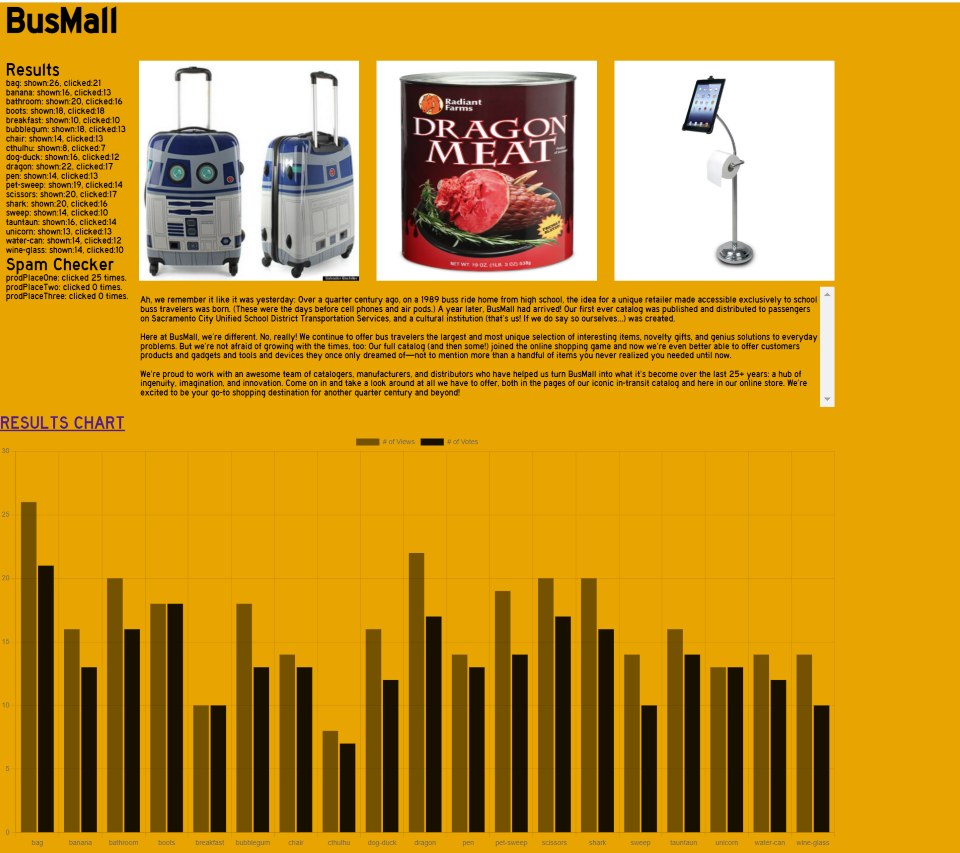 BusMall
Results
bag: shown:26, clicked:21
banana: shown:16, clicked:13
bathroom: shown:20, clicked:16
boots: shown:18, clicked:18
breakfast: shown:10, clicked:10
bubblegum: shown:18, clicked:13
chair: shown:14, clicked:13
cthulhu: shown:8, clicked:7
dog-duck: shown:16, clicked:12
dragon: shown:22, clicked:17
pen: shown:14, clicked:13
pet-sweep: shown:19, clicked:14
scissors: shown:20, clicked:17
shark: shown:20, clicked:16
sweep: shown:14, clicked:10
tauntaun: shown:16, clicked:14
unicorn: shown:13, clicked:13
water-can: shown:14, clicked:12
wine-glass: shown:14, clicked:10
Spam Checker
prodPlaceOne: clicked 25 times.
prodPlaceTwo: clicked 0 times.
prodPlaceThree: clicked 0 times.
Radiant
Farms
DRAGON
MEAT
NET WT. 19 OZ. (1LB. 3 OZ) 538g
Ah, we remember it like it was yesterday: Over a quarter century ago, on a 1989 buss ride home from high school, the idea for a unique retailer made accessible exclusively to school
buss travelers was born. (These were the days before cell phones and air pods.) A year later, BusMall had arrived! Our first ever catalog was published and distributed to passengers
on Sacramento City Unified School District Transportation Services, and a cultural institution (that's us! If we do say so ourselves...) was created.
Here at BusMall, we're different. No, really! We continue to offer bus travelers the largest and most unique selection of interesting items, novelty gifts, and genius solutions to everyday
problems. But we're not afraid of growing with the times, too: Our full catalog (and then some!) joined the online shopping game and now we're even better able to offer customers
products and gadgets and tools and devices they once only dreamed of—not to mention more than a handful of items you never realized you needed until now.
We're proud to work with an awesome team of catalogers, manufacturers, and distributors who have helped us turn BusMall into what it's become over the last 25+ years: a hub of
ingenuity, imagination, and innovation. Come on in and take a look around at all we have to offer, both in the pages of our iconic in-transit catalog and here in our online store. We're
excited to be your go-to shopping destination for another quarter century and beyond!
RESULTS CHART
# of Views # of Votes
30
25
20
15
10
5
0
bag banana bathroom boots breakfast bubblegum chair cthulhu dog-duck dragon pen pet-sweep scissors shark sweep tauntaun unicorn water-can wine-glass